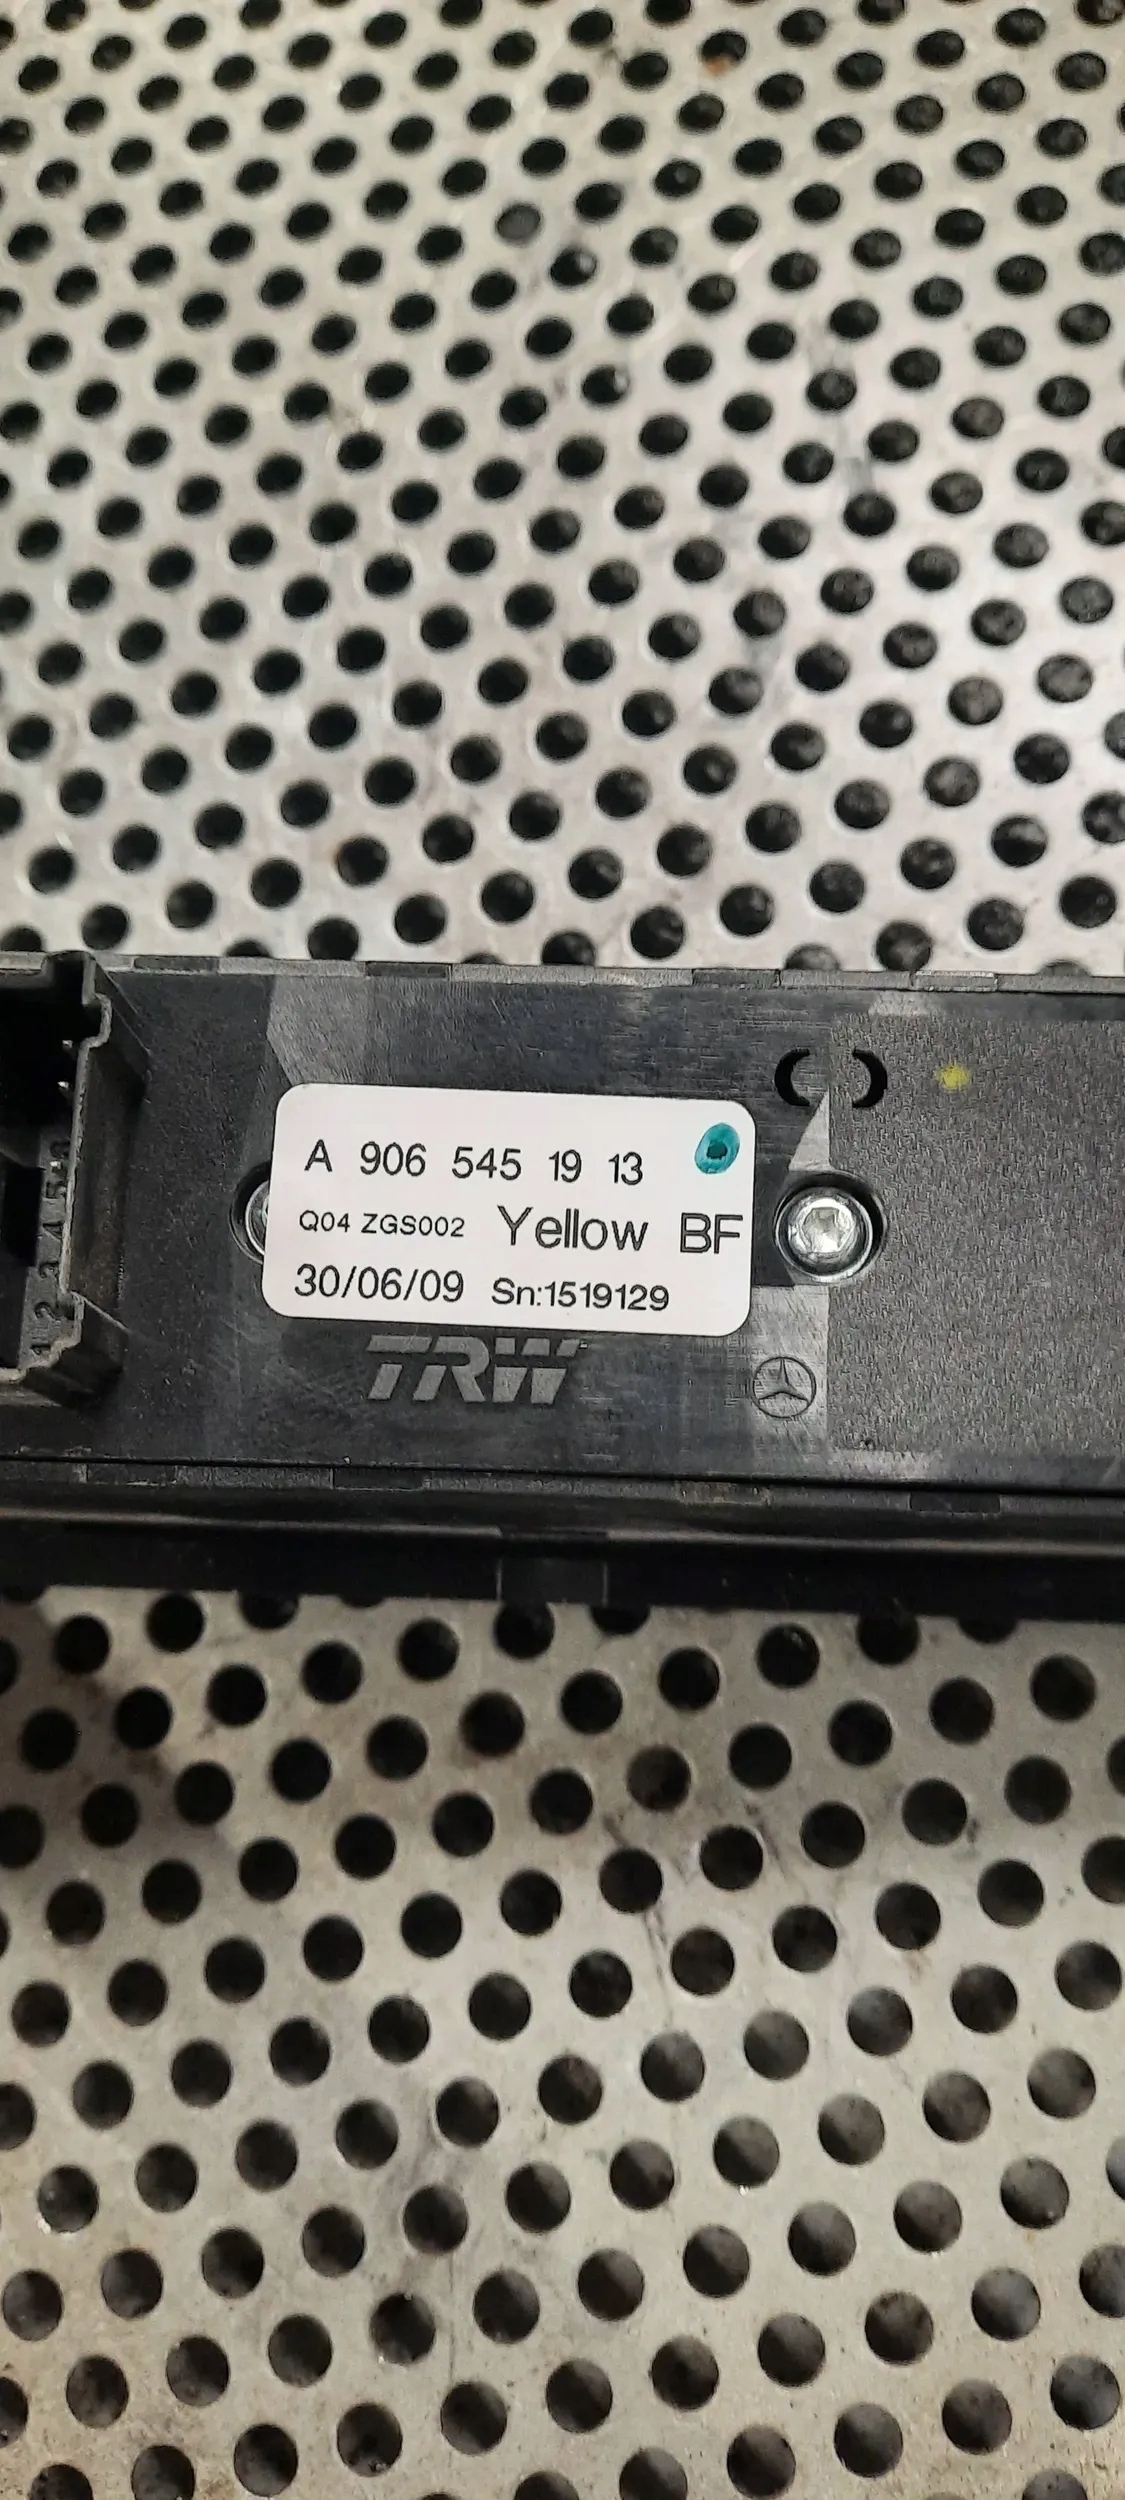 A 906 545 19 13
Q04 ZGS002 Yellow BF
30/06/09 Sn:1519129
TRW